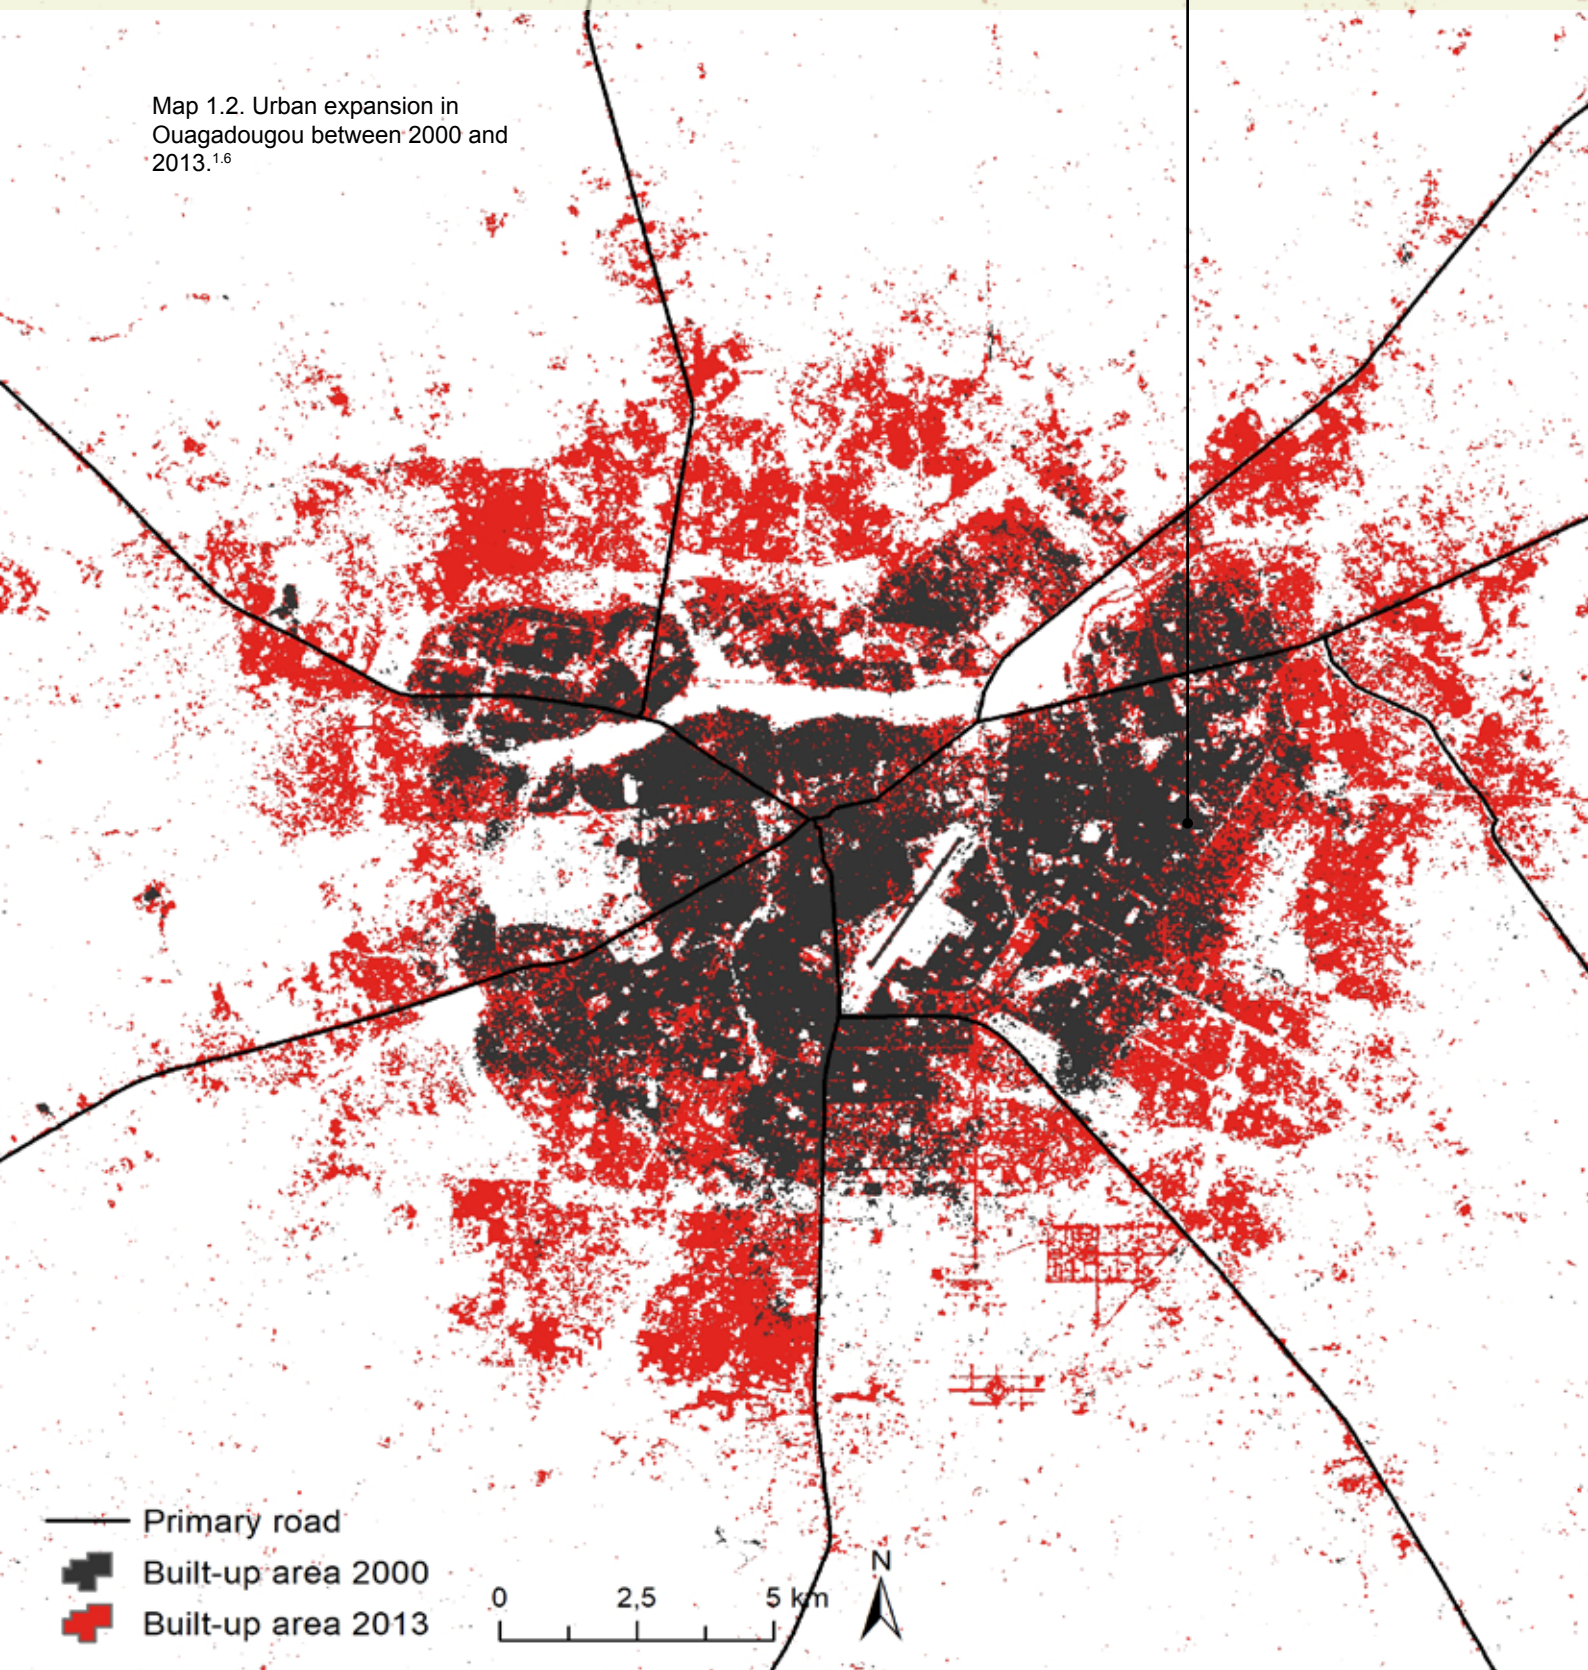 Map 1.2. Urban expansion in
Ouagadougou between 2000 and
2013.1.6
Primary road
Built-up area 2000
Built-up area 2013
0 2,5 5 km
N